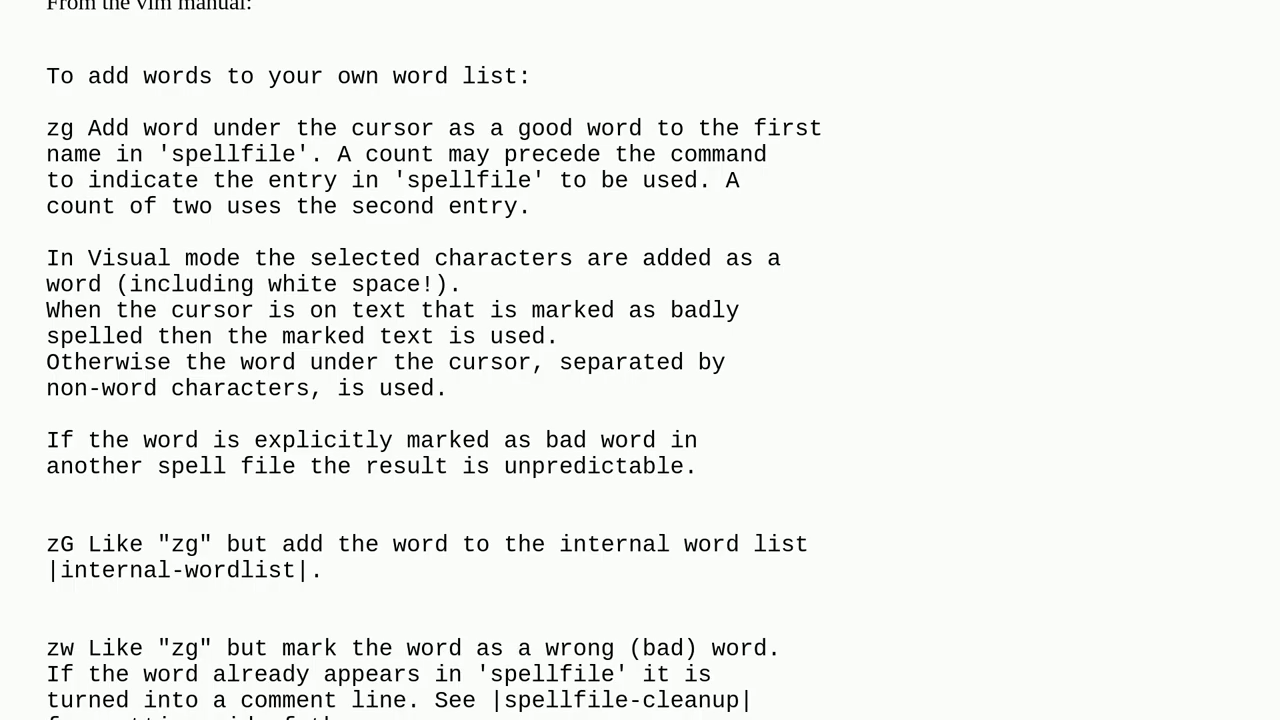 From the vim manual:
To add words to your own word list:
zg Add word under the cursor as a good word to the first
name in 'spellfile'. A count may precede the command
to indicate the entry in 'spellfile' to be used. A
count of two uses the second entry.
In Visual mode the selected characters are added as a
word (including white space!).
When the cursor is on text that is marked as badly
spelled then the marked text is used.
Otherwise the word under the cursor, separated by
non-word characters, is used.
If the word is explicitly marked as bad word in
another spell file the result is unpredictable.
zG Like "zg" but add the word to the internal word list
|internal-wordlist|.
zw Like "zg" but mark the word as a wrong (bad) word.
If the word already appears in 'spellfile' it is
turned into a comment line. See |spellfile-cleanup|